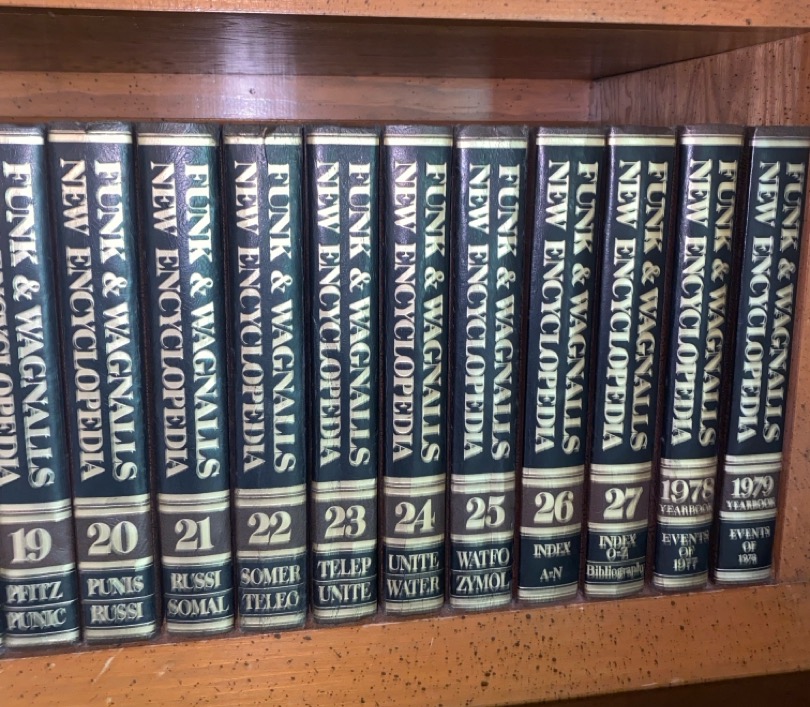 FUNK & WAGNALLS
NEW ENCYCLOPEDIA
19
PFITZ
PUNIC
FUNK & WAGNALLS
NEW ENCYCLOPEDIA
20
PUNIS
RUSSI
FUNK & WAGNALLS
NEW ENCYCLOPEDIA
21
RUSSI
SOMAL
FUNK & WAGNALLS
NEW ENCYCLOPEDIA
22
SOMER
TELEG
FUNK & WAGNALLS
NEW ENCYCLOPEDIA
23
TELEP
UNITE
FUNK & WAGNALLS
NEW ENCYCLOPEDIA
24
UNITE
WATER
FUNK & WAGNALLS
NEW ENCYCLOPEDIA
25
WATFO
ZYMOL
FUNK & WAGNALLS
NEW ENCYCLOPEDIA
26
INDEX
A-N
FUNK & WAGNALLS
NEW ENCYCLOPEDIA
27
INDEX
O-Z
Bibliography
FUNK & WAGNALLS
NEW ENCYCLOPEDIA
1978
YEARBOOK
EVENTS
OF
1977
FUNK & WAGNALLS
NEW ENCYCLOPEDIA
1979
YEARBOOK
EVENTS
OF
1978